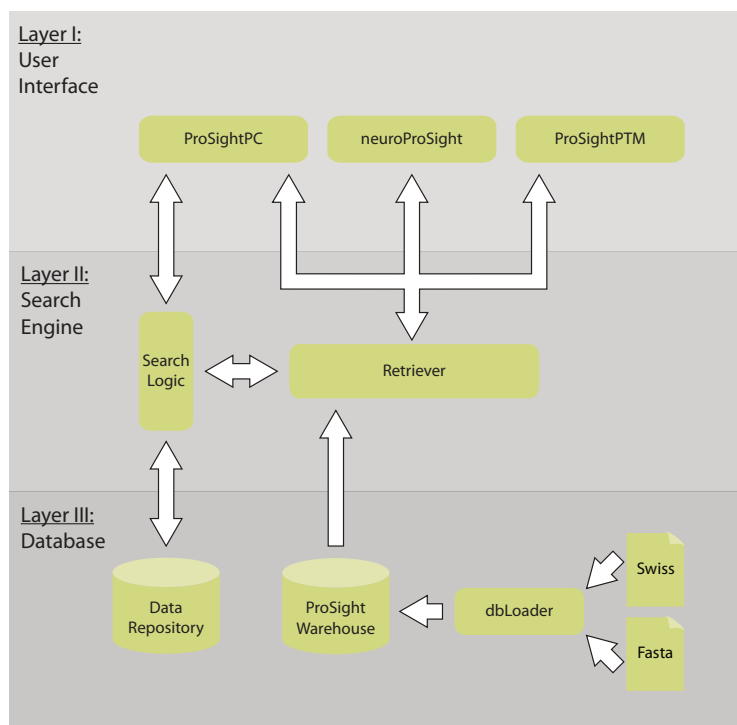 Layer I:
User
Interface
ProSightPC
neuroProSight
ProSightPTM
Layer II:
Search
Engine
Search
Logic
Retriever
Layer III:
Database
Data
Repository
ProSight
Warehouse
dbLoader
Swiss
Fasta